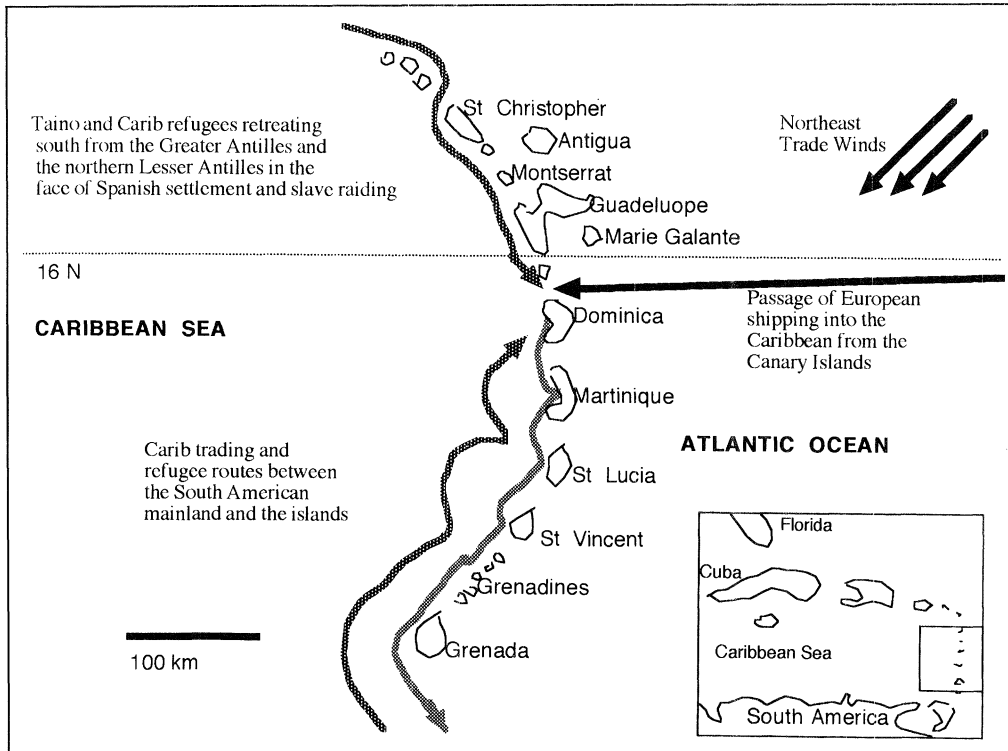 St Christopher
Antigua
Montserrat
Guadeluope
Marie Galante
Taino and Carib refugees retreating
south from the Greater Antilles and
the northern Lesser Antilles in the
face of Spanish settlement and slave raiding
Northeast
Trade Winds
16 N
CARIBBEAN SEA
Dominica
Passage of European
shipping into the
Caribbean from the
Canary Islands
Martinique
ATLANTIC OCEAN
Carib trading and
refugee routes between
the South American
mainland and the islands
St Lucia
St Vincent
Grenadines
Grenada
100 km
Florida
Cuba
Caribbean Sea
South America